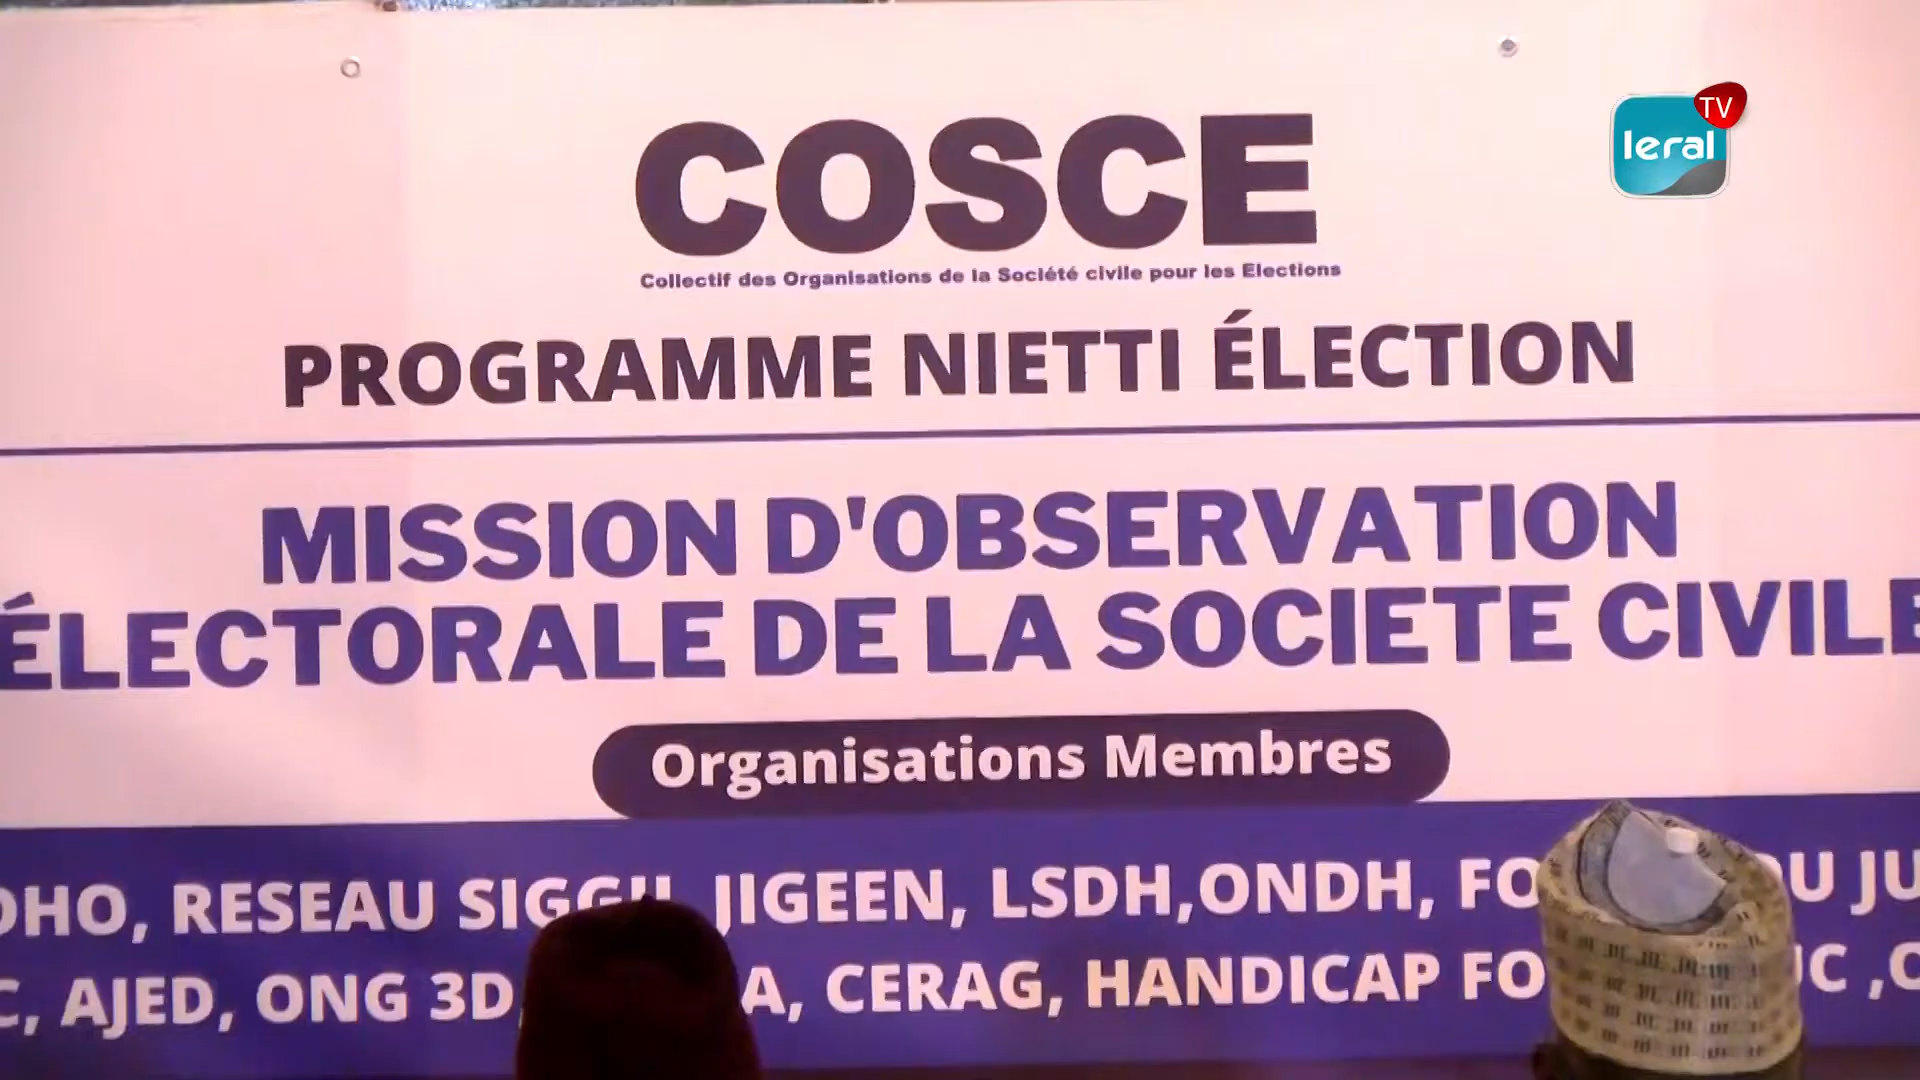 TV
leral
COSCE
Collectif des Organisations de la Société civile pour les Elections
PROGRAMME NIETTI ÉLECTION
MISSION D'OBSERVATION
ÉLECTORALE DE LA SOCIETE CIVILE
Organisations Membres
RESEAU JIGEEN, LSDH,ONDH,
AJED, ONG 3D, CERAG, HANDICAP